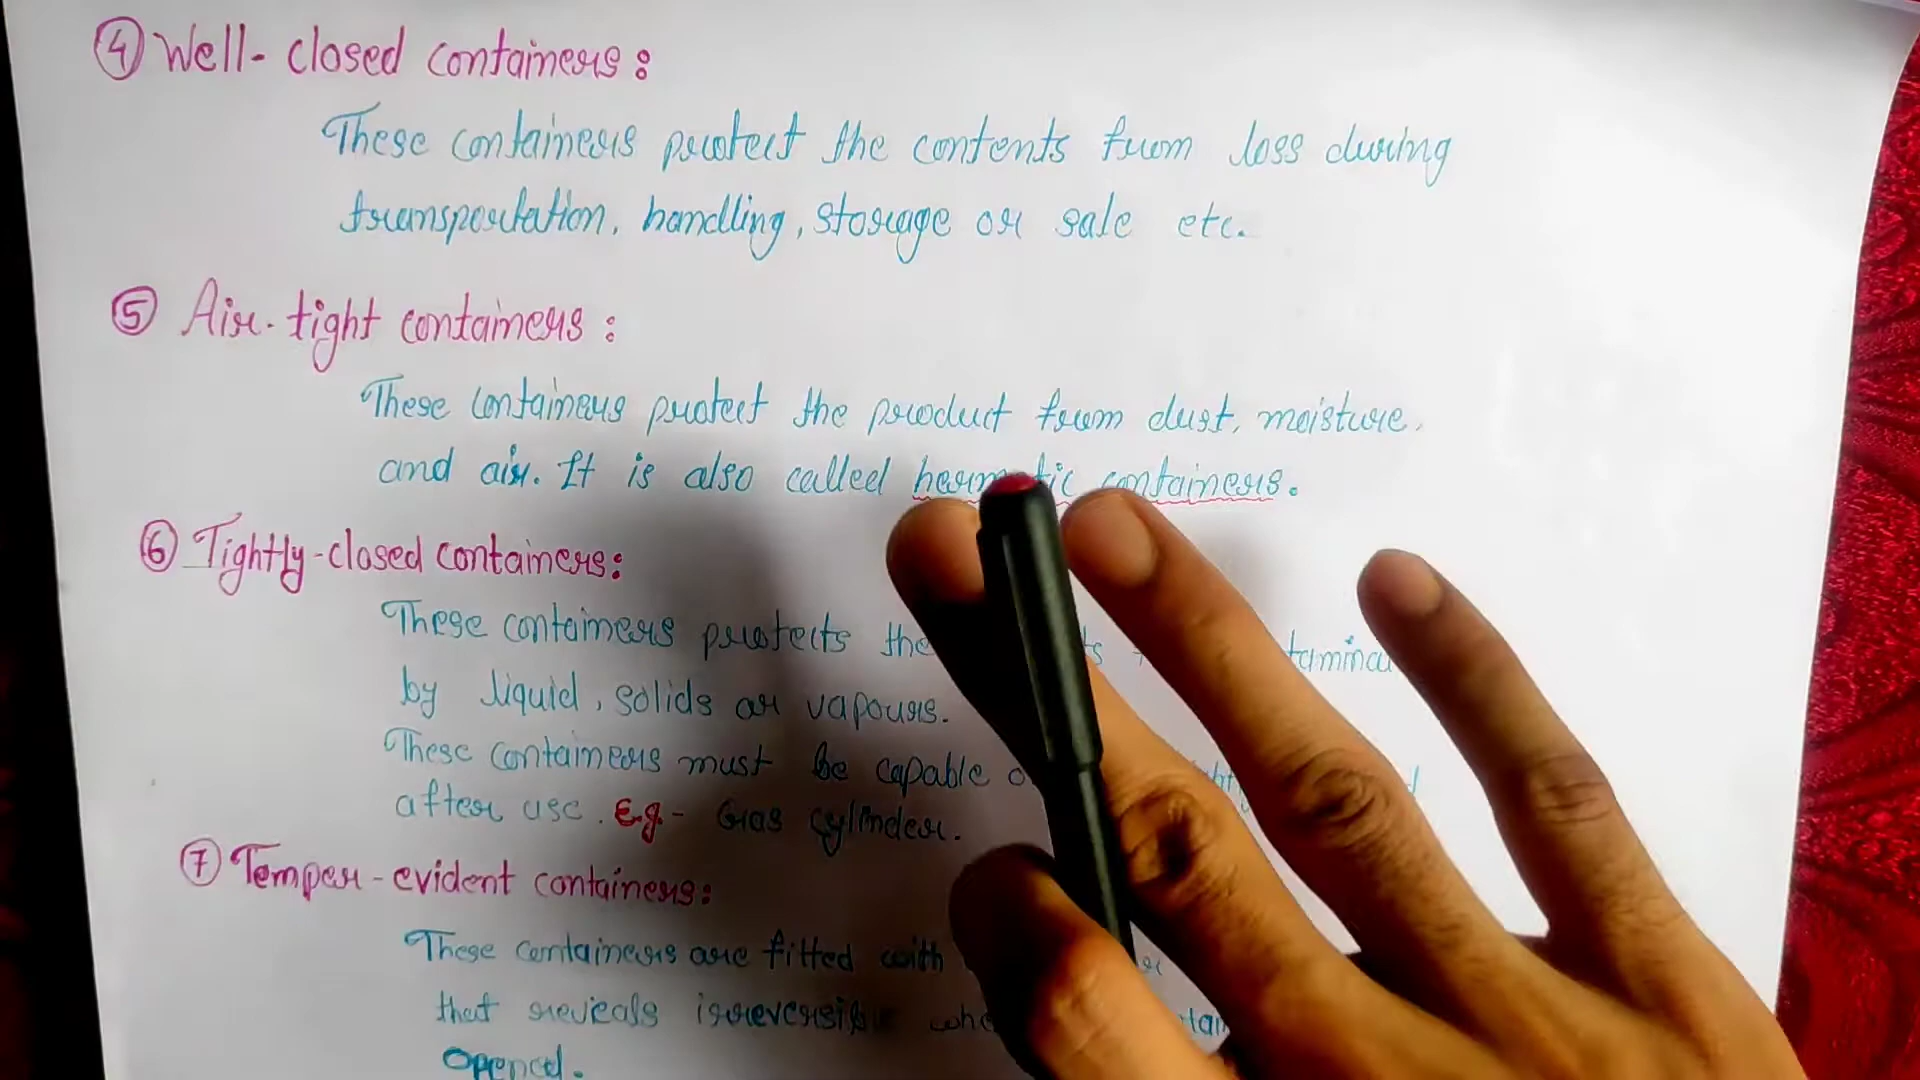 ④ Well-closed containers:
These containers protect the contents from loss during
transportation, handling, storage or sale etc.
⑤ Air-tight containers:
These containers protect the product from dust, moisture,
and air. It is also called containers.
⑥ Tightly-closed containers:
These containers protects the
by liquid, solids or vapours.
These containers must be capable
after use. E.g.- Gas cylinder.
⑦ Temper-evident containers:
These containers are fitted with
that reveals irreversible
Opened.